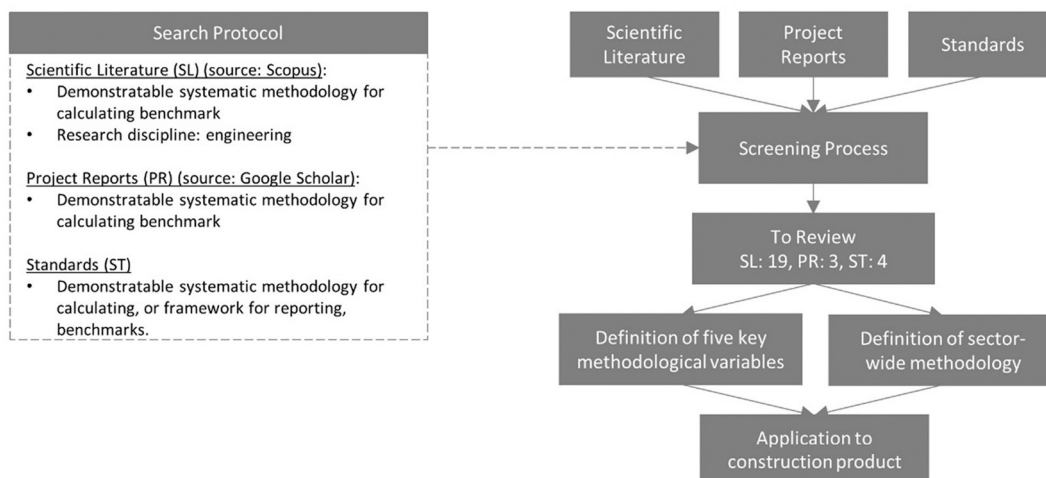 Search Protocol
Scientific Literature (SL) (source: Scopus):
• Demonstratable systematic methodology for
calculating benchmark
• Research discipline: engineering
Project Reports (PR) (source: Google Scholar):
• Demonstratable systematic methodology for
calculating benchmark
Standards (ST)
• Demonstratable systematic methodology for
calculating, or framework for reporting,
benchmarks.
Scientific
Literature
Project
Reports
Standards
Screening Process
To Review
SL: 19, PR: 3, ST: 4
Definition of five key
methodological variables
Definition of sector-
wide methodology
Application to
construction product